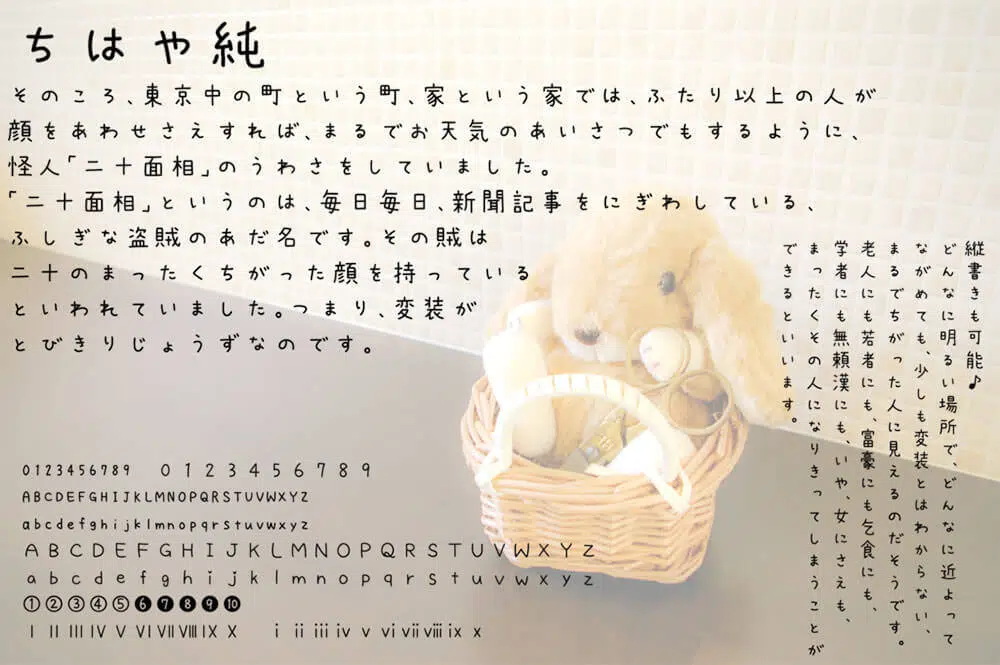 ちはや純
そのころ、東京中の町という町、家という家では、ふたり以上の人が
顔をあわせさえすれば、まるでお天気のあいさつでもするように、
怪人「二十面相」のうわさをしていました。
「二十面相」というのは、毎日毎日、新聞記事をにぎわしている、
ふしぎな盗賊のあだ名です。その賊は
二十のまったくちがった顔を持っている
といわれていました。つまり、変装が
とびきりじょうずなのです。
縦書きも可能♪
どんなに明るい場所で、どんなに近よって
ながめても、少しも変装とはわからない、
まるでちがった人に見えるのだそうです。
老人にも若者にも、富豪にも乞食にも、
学者にも無頼漢にも、いや、女にさえも、
まったくその人になりきってしまうことが
できるといいます。
0123456789 0123456789
ABCDEFGHIJKLMNOPQRSTUVWXYZ
abcdefghijklmnopqrstuvwxyz
ABCDEFGHIJKLMNOPQRSTUVWXYZ
abcdefghijklmnopqrstuvwxyz
①②③④⑤❻❼❽❾❿
Ⅰ Ⅱ Ⅲ Ⅳ Ⅴ Ⅵ Ⅶ Ⅷ Ⅸ Ⅹ ⅰ ⅱ ⅲ ⅳ ⅴ ⅵ ⅶ ⅷ ⅸ ⅹ